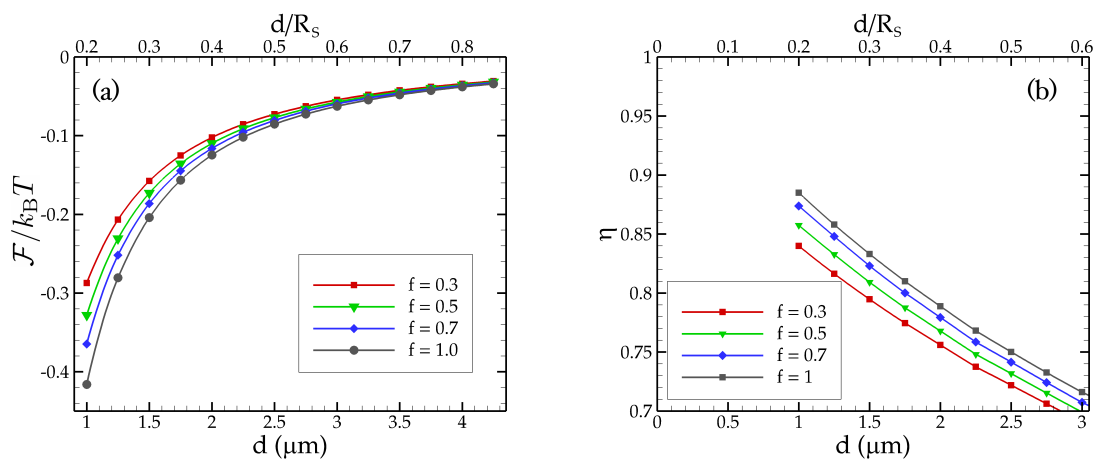 d/R_S
0.2 0.3 0.4 0.5 0.6 0.7 0.8
0
-0.1
-0.2
-0.3
-0.4
F/k_BT
(a)
f = 0.3
f = 0.5
f = 0.7
f = 1.0
1 1.5 2 2.5 3 3.5 4
d (μm)
d/R_S
0 0.1 0.2 0.3 0.4 0.5 0.6
1
0.95
0.9
0.85
0.8
0.75
0.7
η
(b)
f = 0.3
f = 0.5
f = 0.7
f = 1
0 0.5 1 1.5 2 2.5 3
d (μm)